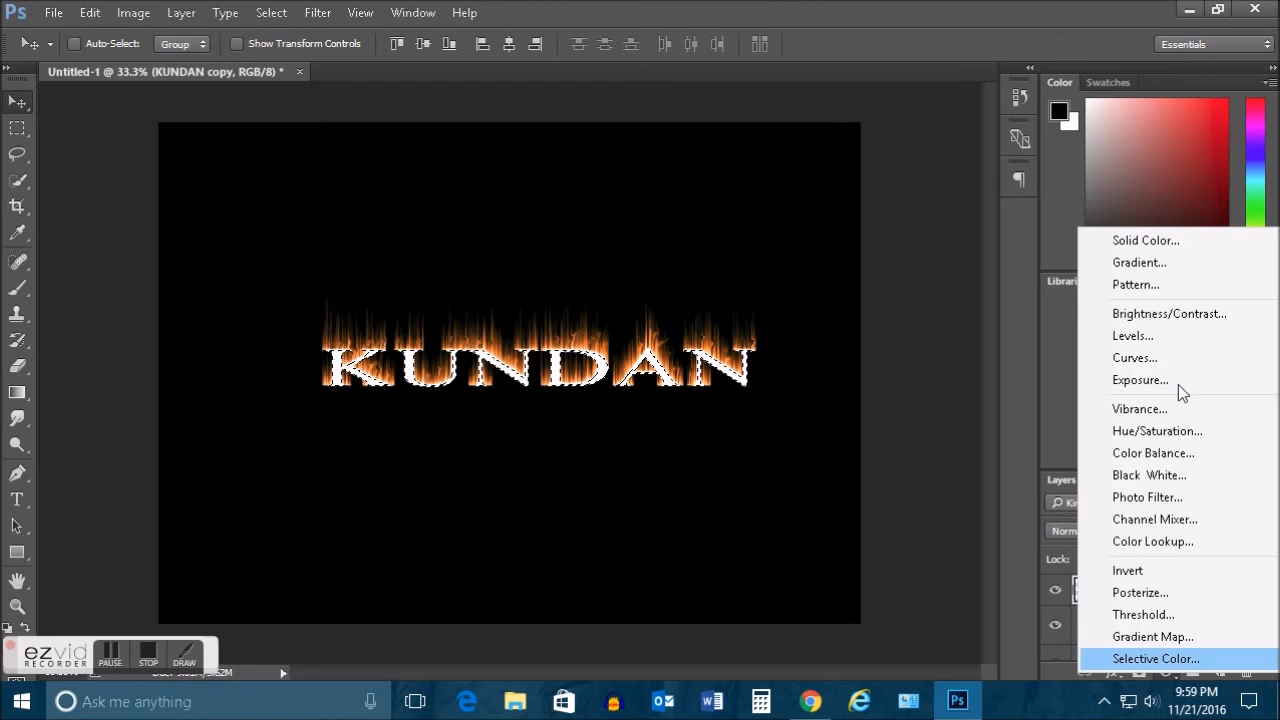 Ps File Edit Image Layer Type Select Filter View Window Help
Auto-Select: Group Show Transform Controls Essentials
Untitled-1 @ 33.3% (KUNDAN copy, RGB/8) * ×
Color Swatches
KUNDAN
Solid Color...
Gradient...
Librari
Pattern...
Brightness/Contrast...
Levels...
Curves...
Exposure...
Vibrance...
Hue/Saturation...
Color Balance...
Layers
Black White...
Photo Filter...
Channel Mixer...
Norm
Color Lookup...
Lock:
Invert
Posterize...
Threshold...
Gradient Map...
Selective Color...
T
ezvid
RECORDER
PAUSE STOP DRAW
Ask me anything
9:59 PM
11/21/2016